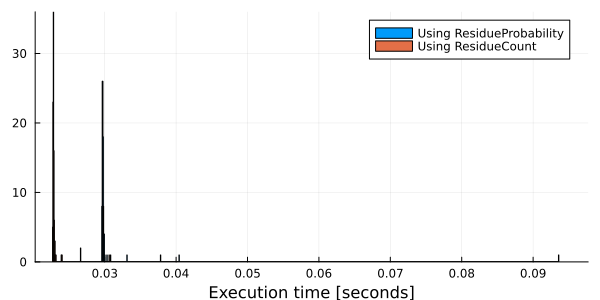 Using ResidueProbability
Using ResidueCount
30
20
10
0
0.03 0.04 0.05 0.06 0.07 0.08 0.09
Execution time [seconds]